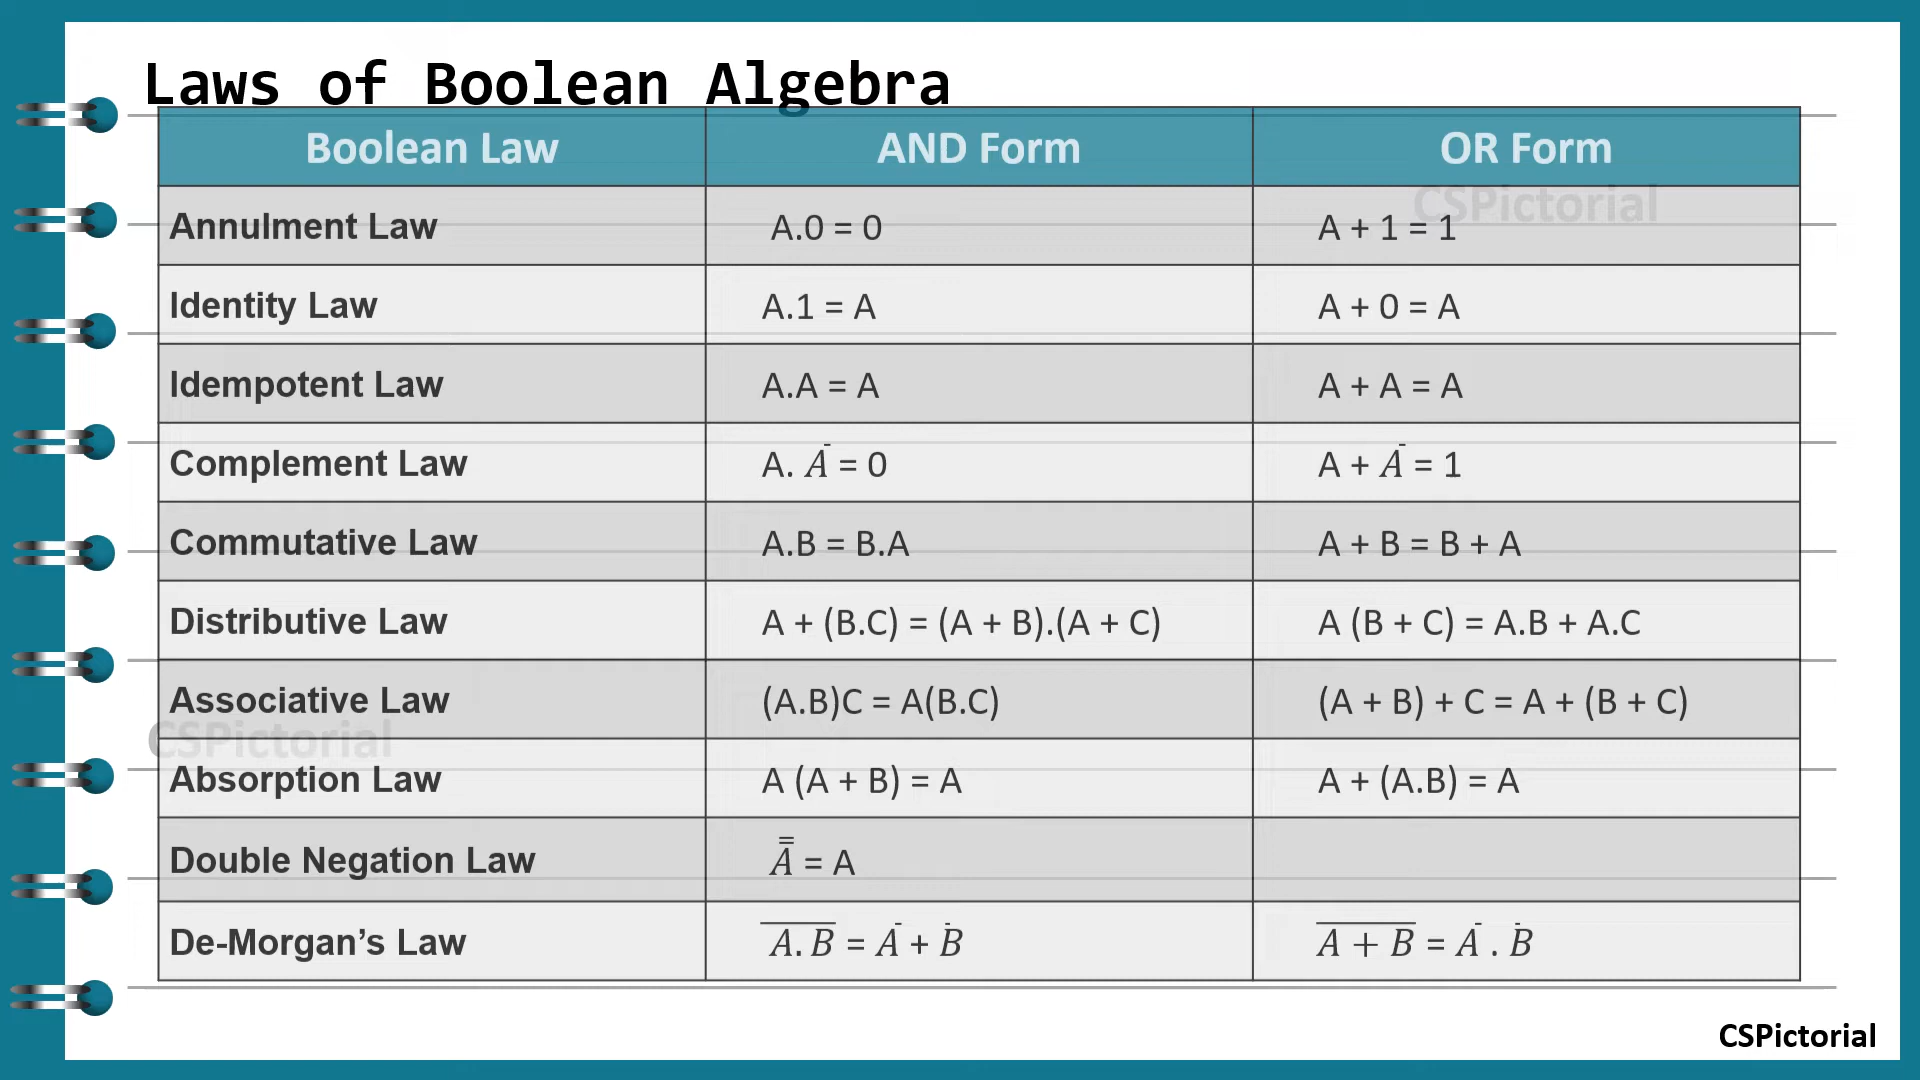 Laws of Boolean Algebra
Boolean Law AND Form OR Form
Annulment Law A.0 = 0 A + 1 = 1
Identity Law A.1 = A A + 0 = A
Idempotent Law A.A = A A + A = A
Complement Law A. A̅ = 0 A + A̅ = 1
Commutative Law A.B = B.A A + B = B + A
Distributive Law A + (B.C) = (A + B).(A + C) A (B + C) = A.B + A.C
Associative Law (A.B)C = A(B.C) (A + B) + C = A + (B + C)
Absorption Law A (A + B) = A A + (A.B) = A
Double Negation Law A̿ = A
De-Morgan’s Law A̅.̅ ̅B̅ = A̅ + B̅ A̅ ̅+̅ ̅B̅ = A̅ . B̅
CSPictorial
CSPictorial
CSPictorial